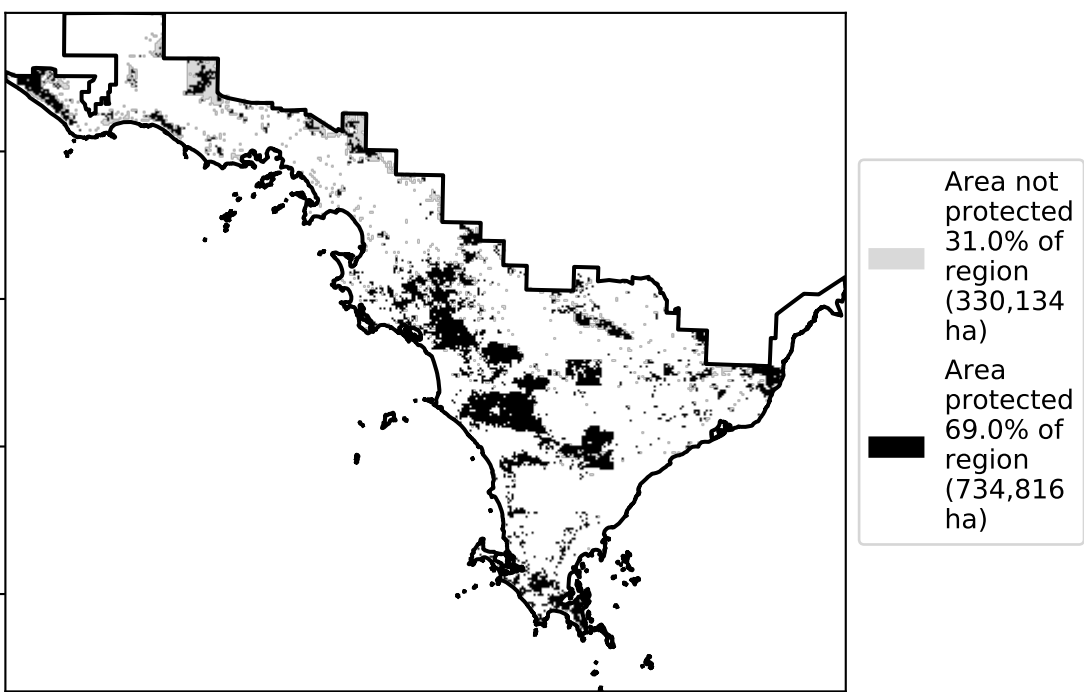 Area not
protected
31.0% of
region
(330,134
ha)
Area
protected
69.0% of
region
(734,816
ha)